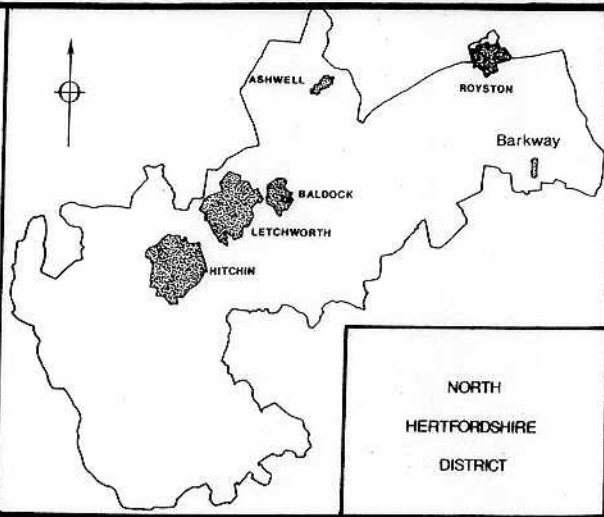 ASHWELL
ROYSTON
Barkway
BALDOCK
LETCHWORTH
HITCHIN
NORTH
HERTFORDSHIRE
DISTRICT